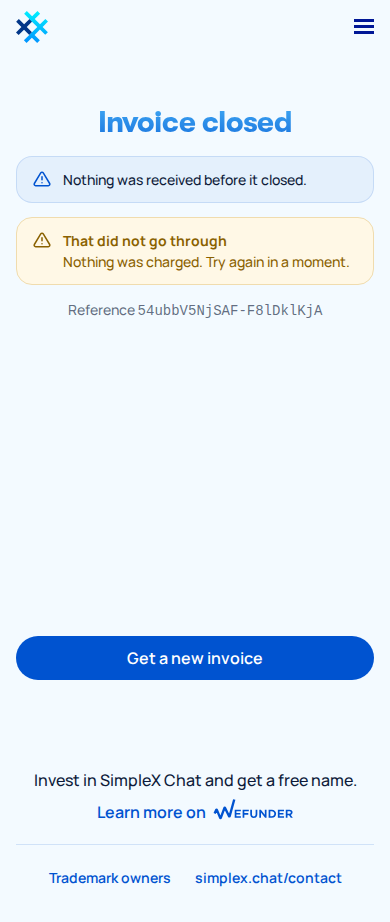 Invoice closed
Nothing was received before it closed.
That did not go through
Nothing was charged. Try again in a moment.
Reference 54ubbV5NjSAF-F8lDklKjA
Get a new invoice
Invest in SimpleX Chat and get a free name.
Learn more on WEFUNDER
Trademark owners simplex.chat/contact